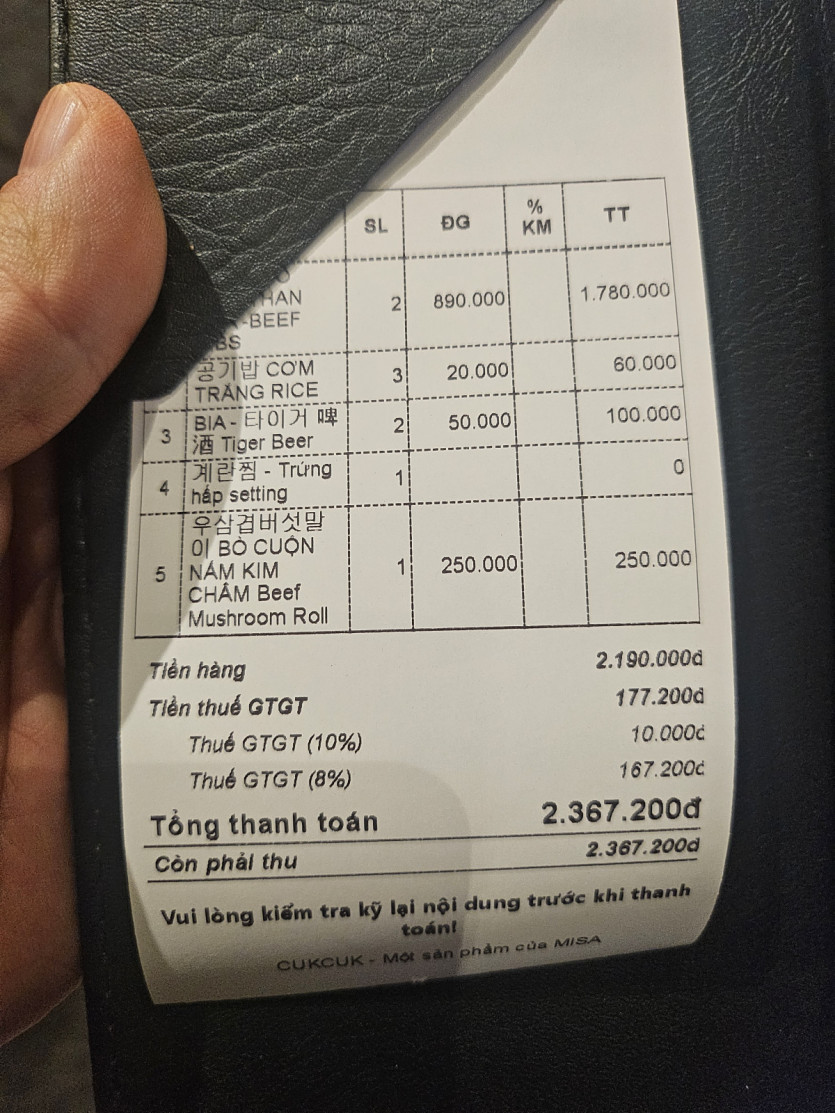 SL ĐG % KM TT
HAN
-BEEF
BS 2 890.000 1.780.000
공기밥 CƠM
TRẮNG RICE 3 20.000 60.000
3 BIA - 타이거 啤
酒 Tiger Beer 2 50.000 100.000
4 계란찜 - Trứng
hấp setting 1 0
5 우삼겹버섯말
이 BÒ CUỘN
NẤM KIM
CHÂM Beef
Mushroom Roll 1 250.000 250.000
Tiền hàng 2.190.000đ
Tiền thuế GTGT 177.200đ
Thuế GTGT (10%) 10.000đ
Thuế GTGT (8%) 167.200đ
Tổng thanh toán 2.367.200đ
Còn phải thu 2.367.200đ
Vui lòng kiểm tra kỹ lại nội dung trước khi thanh
toán!
CUKCUK - Một sản phẩm của MISA